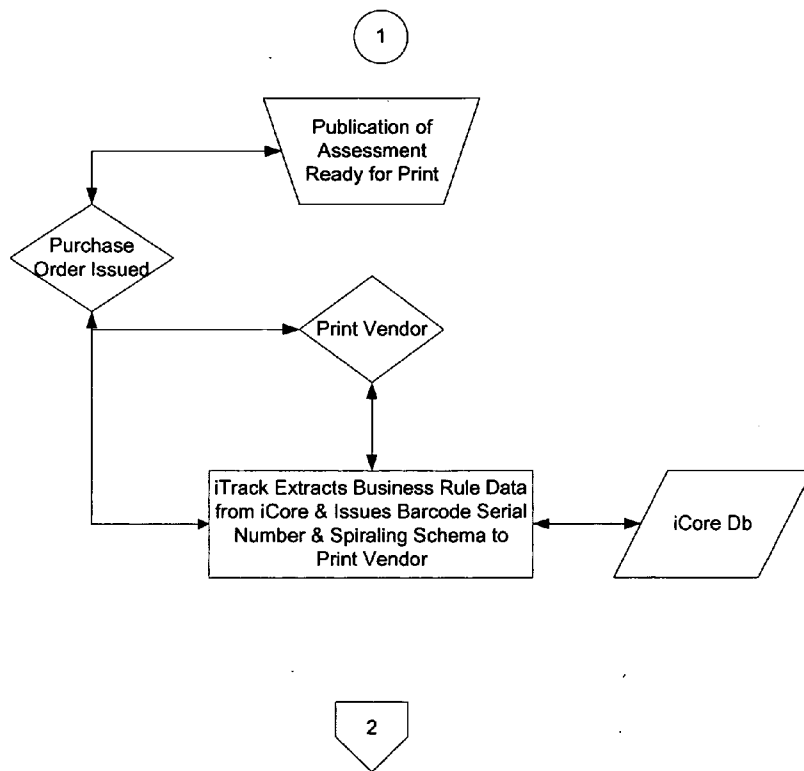 1
Publication of
Assessment
Ready for Print
Purchase
Order Issued
Print Vendor
iTrack Extracts Business Rule Data
from iCore & Issues Barcode Serial
Number & Spiraling Schema to
Print Vendor
iCore Db
2